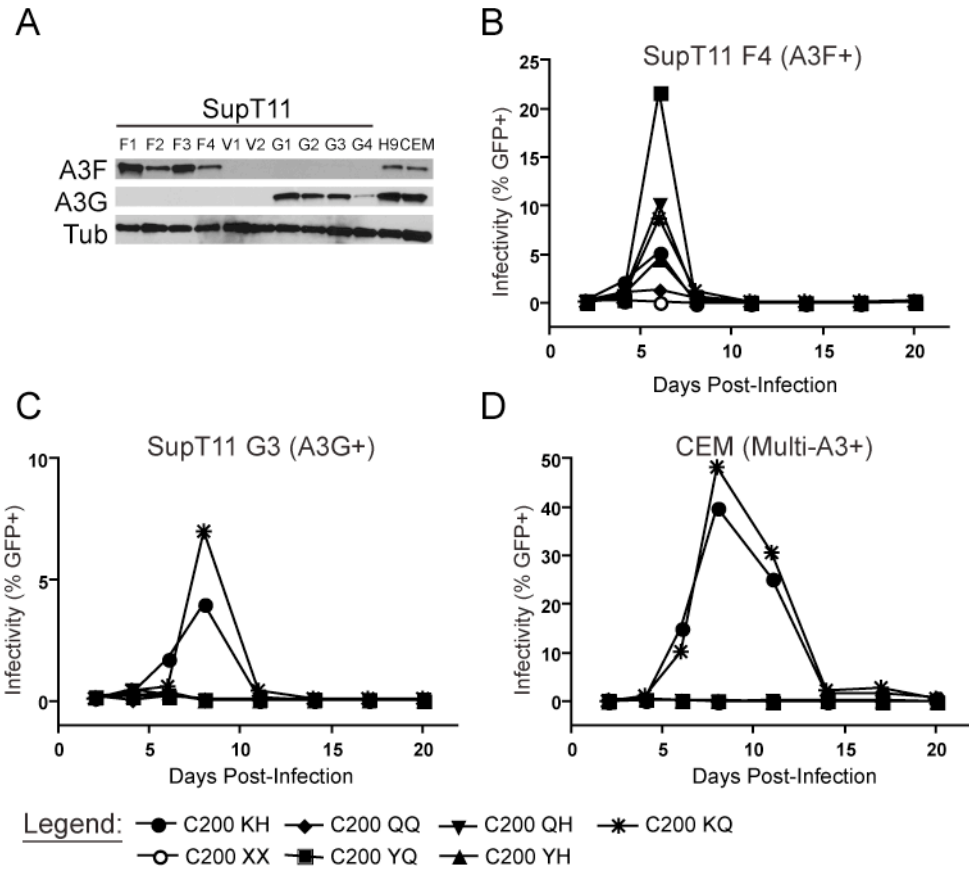 A
SupT11
F1 F2 F3 F4 V1 V2 G1 G2 G3 G4 H9 CEM
A3F
A3G
Tub
B
SupT11 F4 (A3F+)
Infectivity (% GFP+)
25
20
15
10
5
0
0 5 10 15 20
Days Post-Infection
C
SupT11 G3 (A3G+)
Infectivity (% GFP+)
10
5
0
0 5 10 15 20
Days Post-Infection
D
CEM (Multi-A3+)
Infectivity (% GFP+)
50
40
30
20
10
0
0 5 10 15 20
Days Post-Infection
Legend: C200 KH C200 QQ C200 QH C200 KQ
C200 XX C200 YQ C200 YH